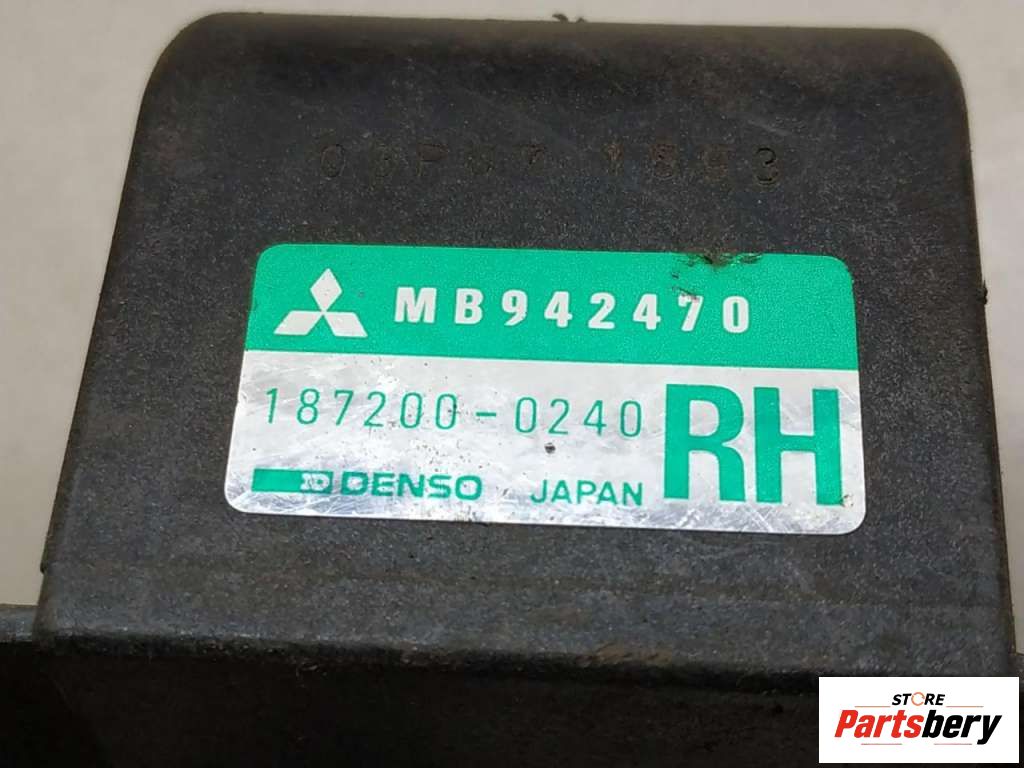 MB942470
187200-0240 RH
DENSO JAPAN
STORE
Partsbery